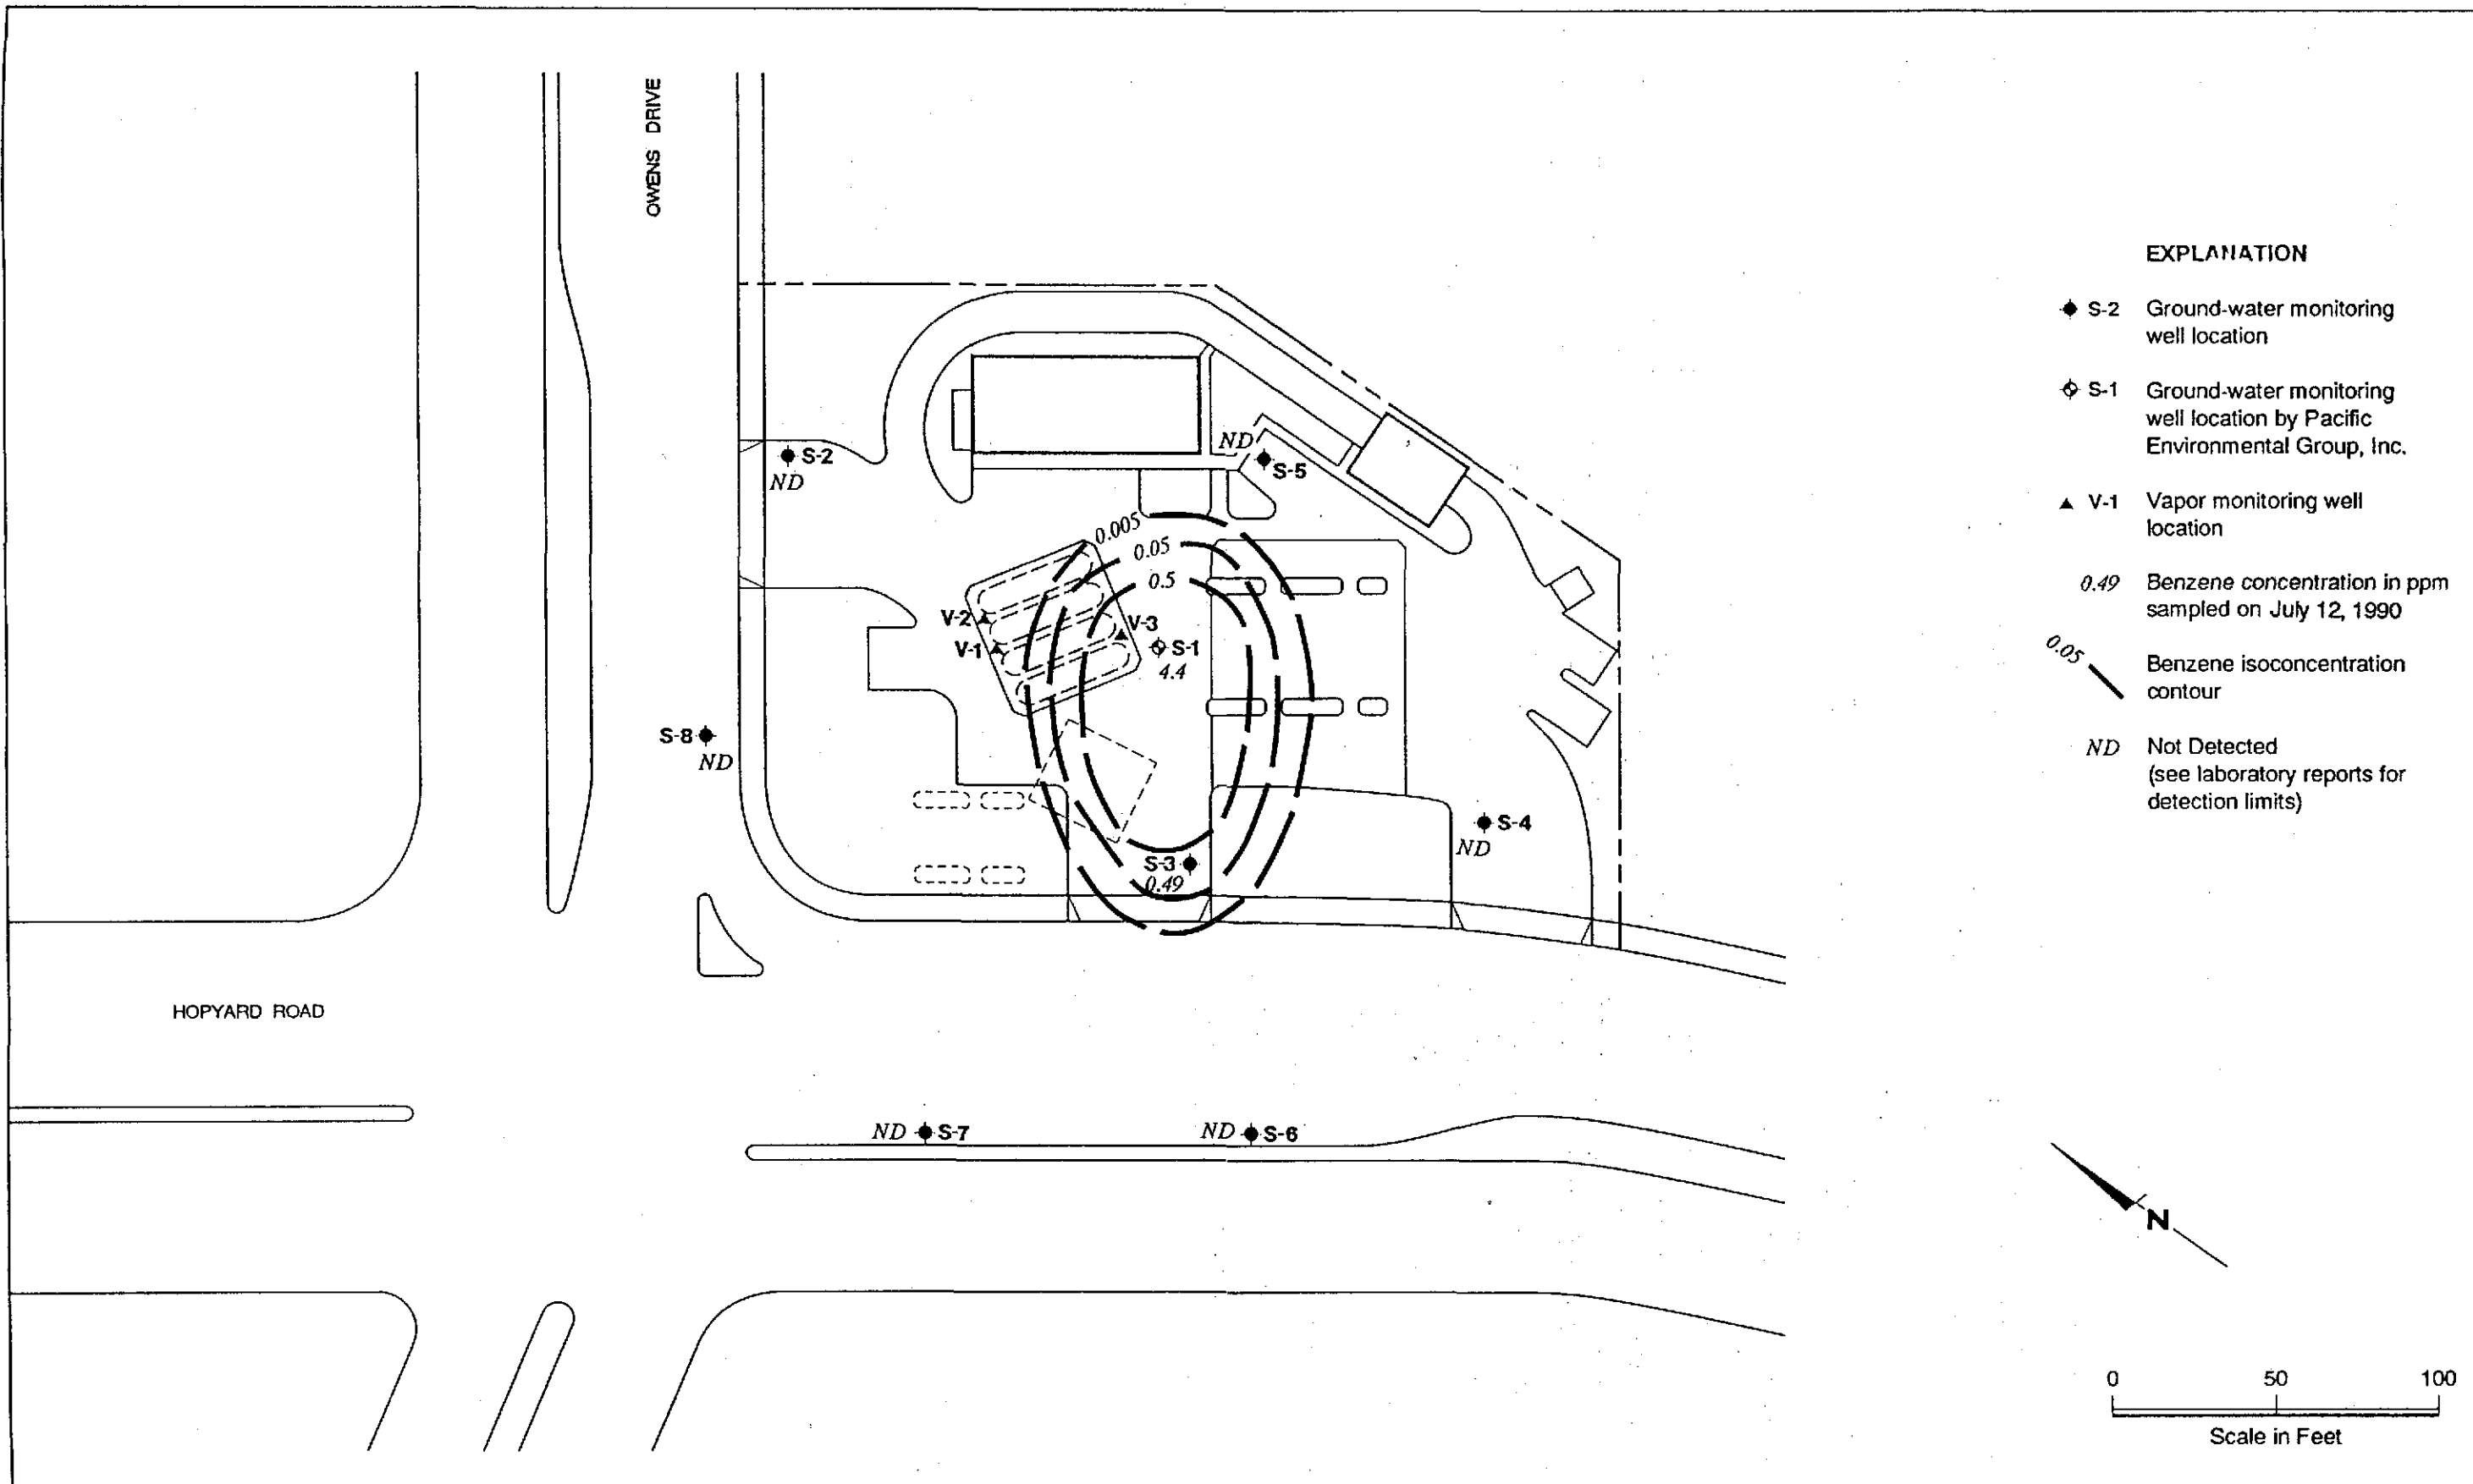 OWENS DRIVE
EXPLANATION
S-2 Ground-water monitoring
well location
S-1 Ground-water monitoring
well location by Pacific
Environmental Group, Inc.
V-1 Vapor monitoring well
location
0.49 Benzene concentration in ppm
sampled on July 12, 1990
0.05 Benzene isoconcentration
contour
ND Not Detected
(see laboratory reports for
detection limits)
S-2
ND
ND
S-5
0.005
0.05
0.5
V-2
V-3
V-1
S-1
4.4
S-8
ND
S-4
ND
S-3
0.49
HOPYARD ROAD
ND S-7
ND S-6
N
0 50 100
Scale in Feet